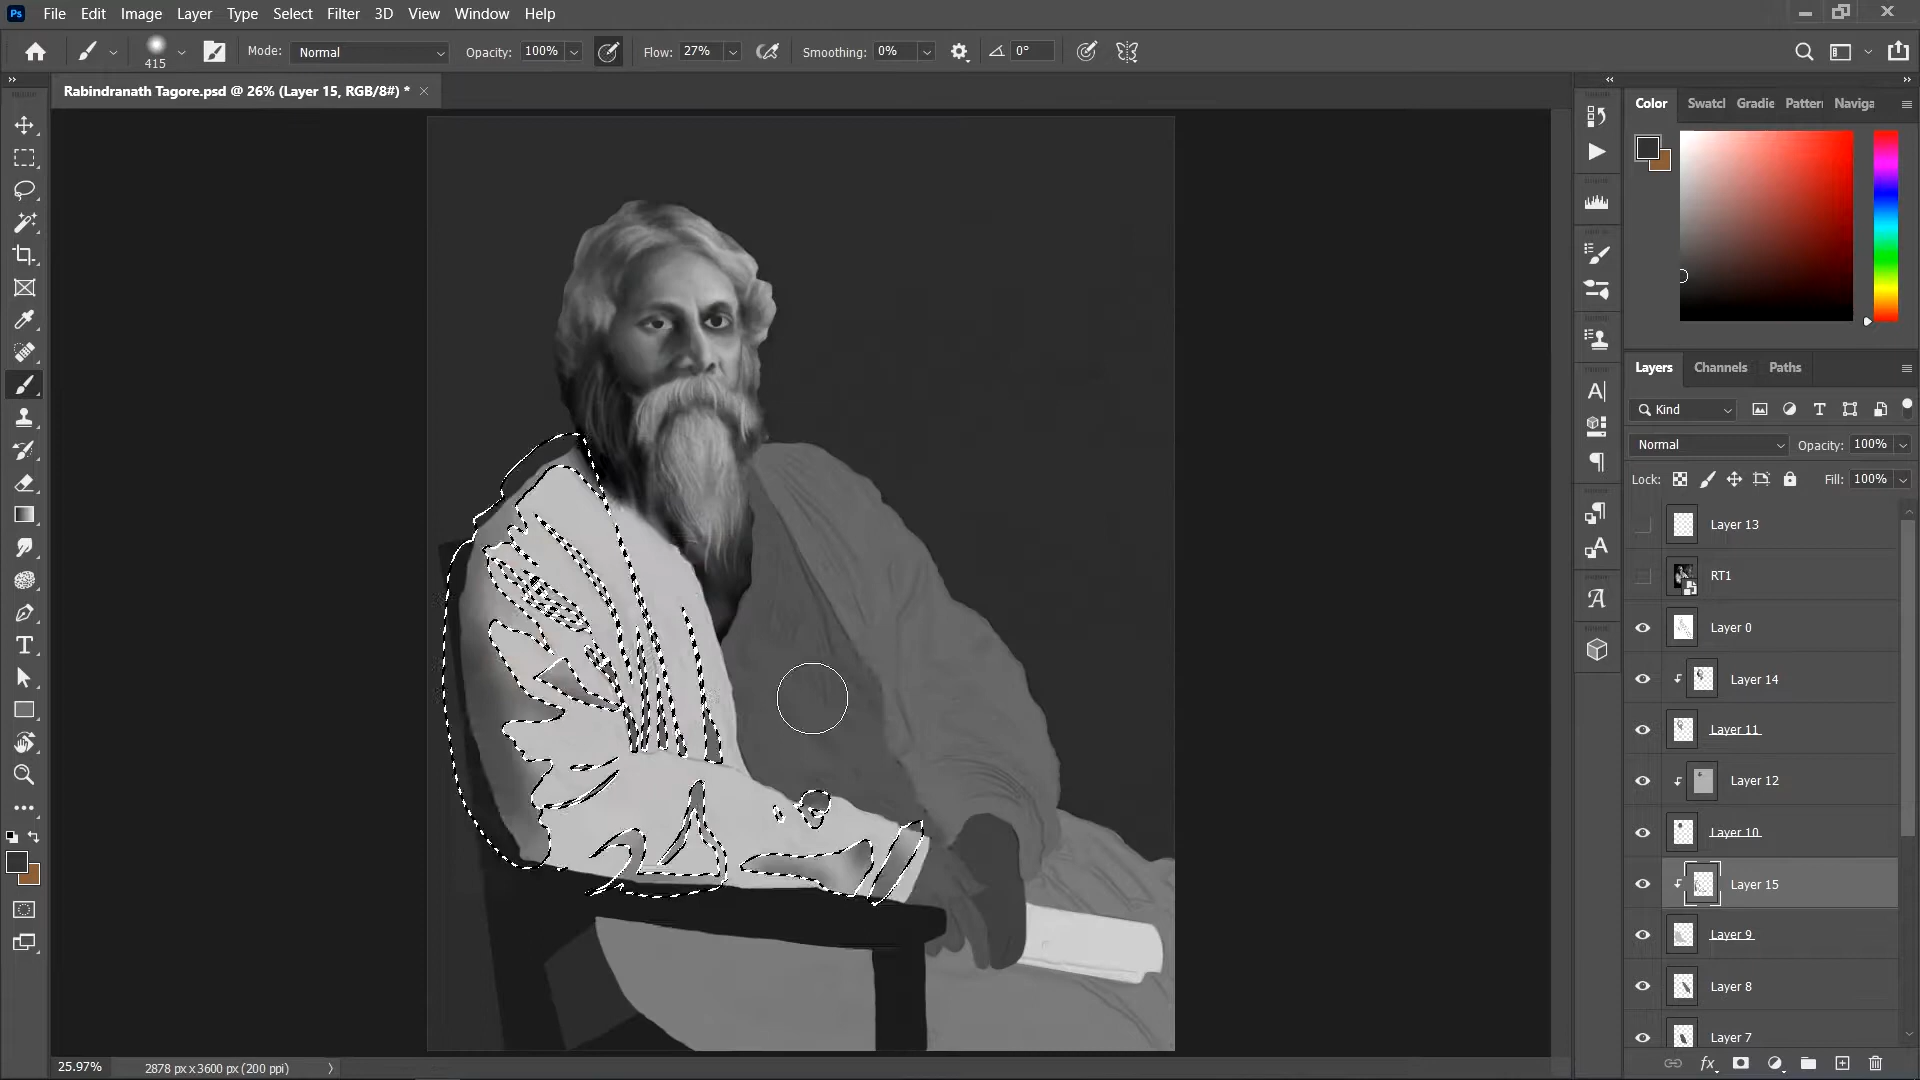 Ps File Edit Image Layer Type Select Filter 3D View Window Help
415 Mode: Normal Opacity: 100% Flow: 27% Smoothing: 0% 0°
Rabindranath Tagore.psd @ 26% (Layer 15, RGB/8#) *
Color Swatcl Gradie Patterr Naviga
Layers Channels Paths
Kind
Normal Opacity: 100%
Lock: Fill: 100%
Layer 13
RT1
Layer 0
Layer 14
Layer 11
Layer 12
Layer 10
Layer 15
Layer 9
Layer 8
Layer 7
fx
25.97% 2878 px x 3600 px (200 ppi)